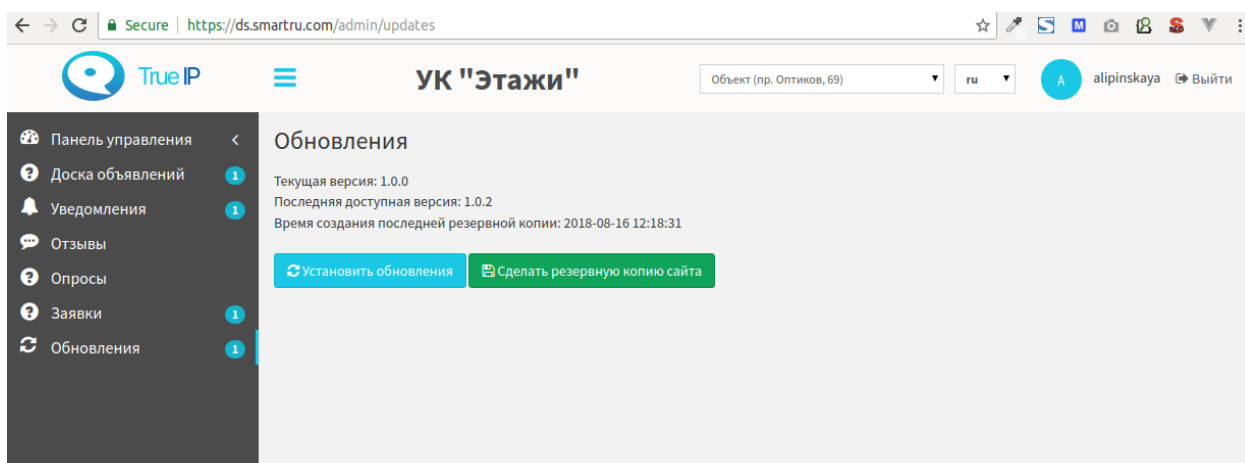 Secure | https://ds.smartru.com/admin/updates
True IP
УК "Этажи"
Объект (пр. Оптиков, 69)
ru
A
alipinskaya
Выйти
Панель управления
Доска объявлений 1
Уведомления 1
Отзывы
Опросы
Заявки 1
Обновления 1
Обновления
Текущая версия: 1.0.0
Последняя доступная версия: 1.0.2
Время создания последней резервной копии: 2018-08-16 12:18:31
Установить обновления
Сделать резервную копию сайта